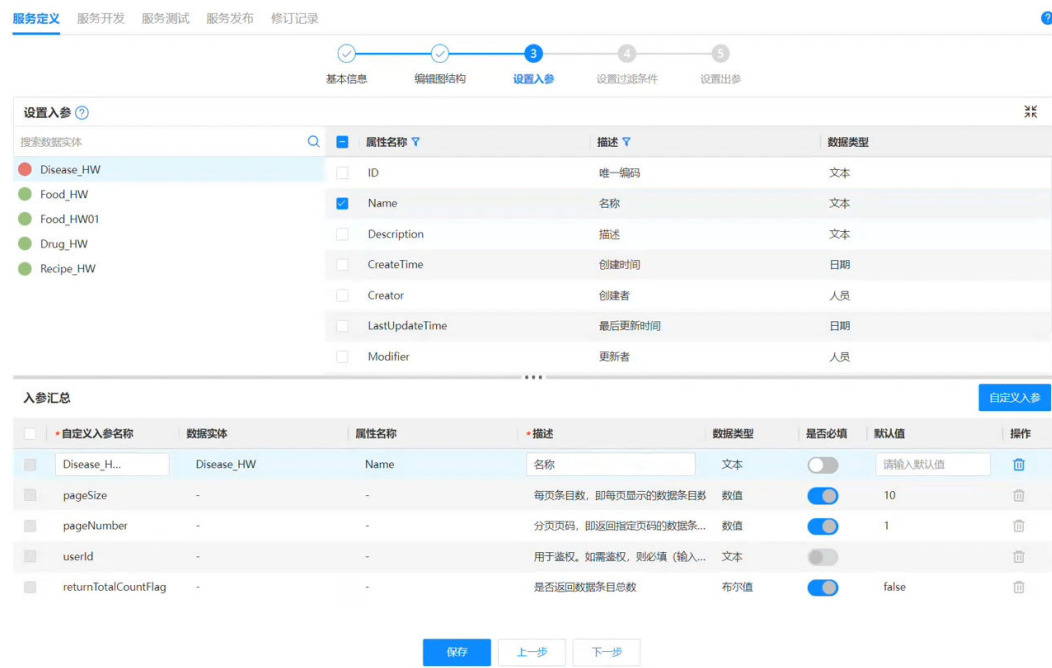 服务定义 服务开发 服务测试 服务发布 修订记录
3 4 5
基本信息 编辑图结构 设置入参 设置过滤条件 设置出参
设置入参
搜索数据实体 属性名称 描述 数据类型
Disease_HW ID 唯一编码 文本
Food_HW Name 名称 文本
Food_HW01 Description 描述 文本
Drug_HW CreateTime 创建时间 日期
Recipe_HW Creator 创建者 人员
LastUpdateTime 最后更新时间 日期
Modifier 更新者 人员
入参汇总 自定义入参
*自定义入参名称 数据实体 属性名称 *描述 数据类型 是否必填 默认值 操作
Disease_H... Disease_HW Name 名称 文本 请输入默认值
pageSize - - 每页条目数，即每页显示的数据条目数 数值 10
pageNumber - - 分页页码，即返回指定页码的数据条... 数值 1
userId - - 用于鉴权。如需鉴权，则必填（输入... 文本
returnTotalCountFlag - - 是否返回数据条目总数 布尔值 false
保存 上一步 下一步